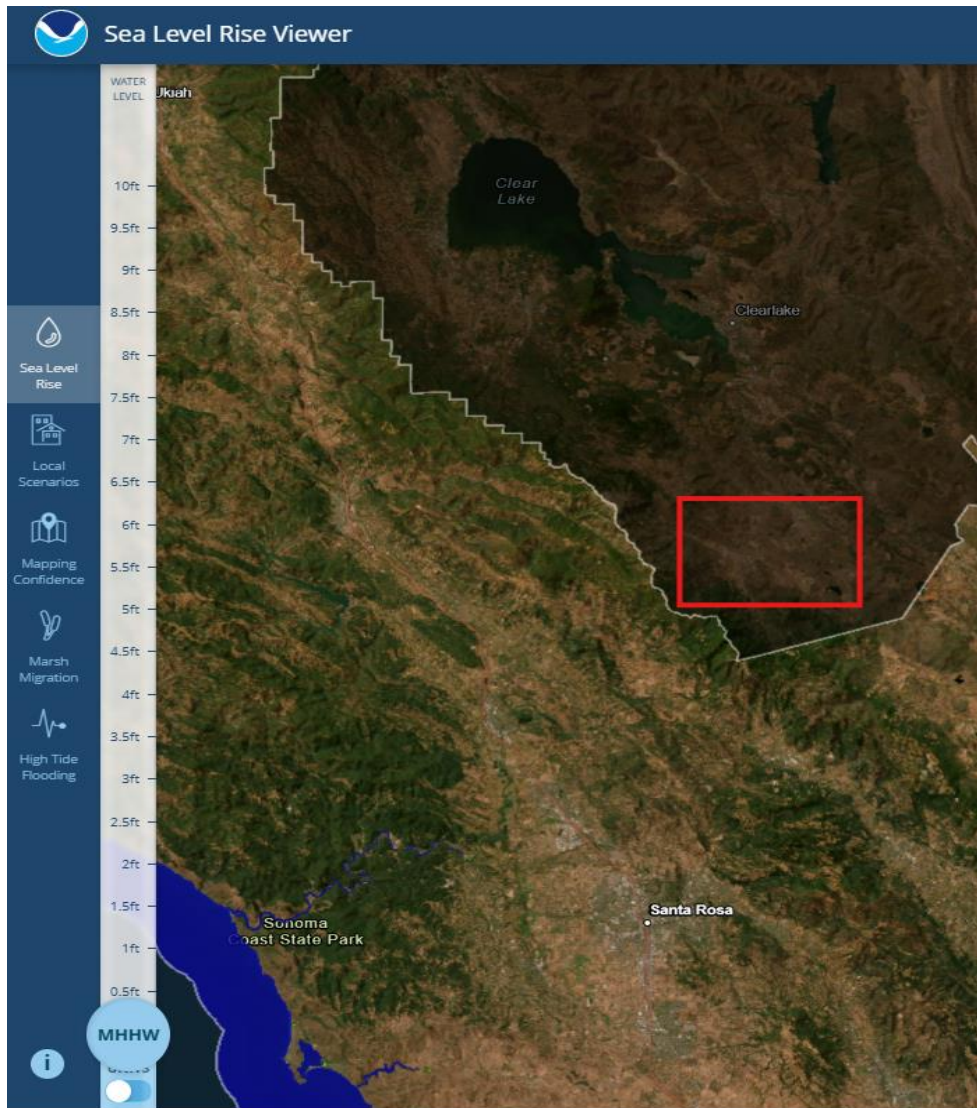 Sea Level Rise Viewer
WATER
LEVEL
Ukiah
Clear
Lake
10ft
9.5ft
9ft
8.5ft
Clearlake
Sea Level
Rise
8ft
7.5ft
7ft
Local
Scenarios
6.5ft
6ft
Mapping
Confidence
5.5ft
5ft
Marsh
Migration
4.5ft
4ft
3.5ft
High Tide
Flooding
3ft
2.5ft
2ft
1.5ft
Santa Rosa
Sonoma
Coast State Park
1ft
0.5ft
MHHW
i